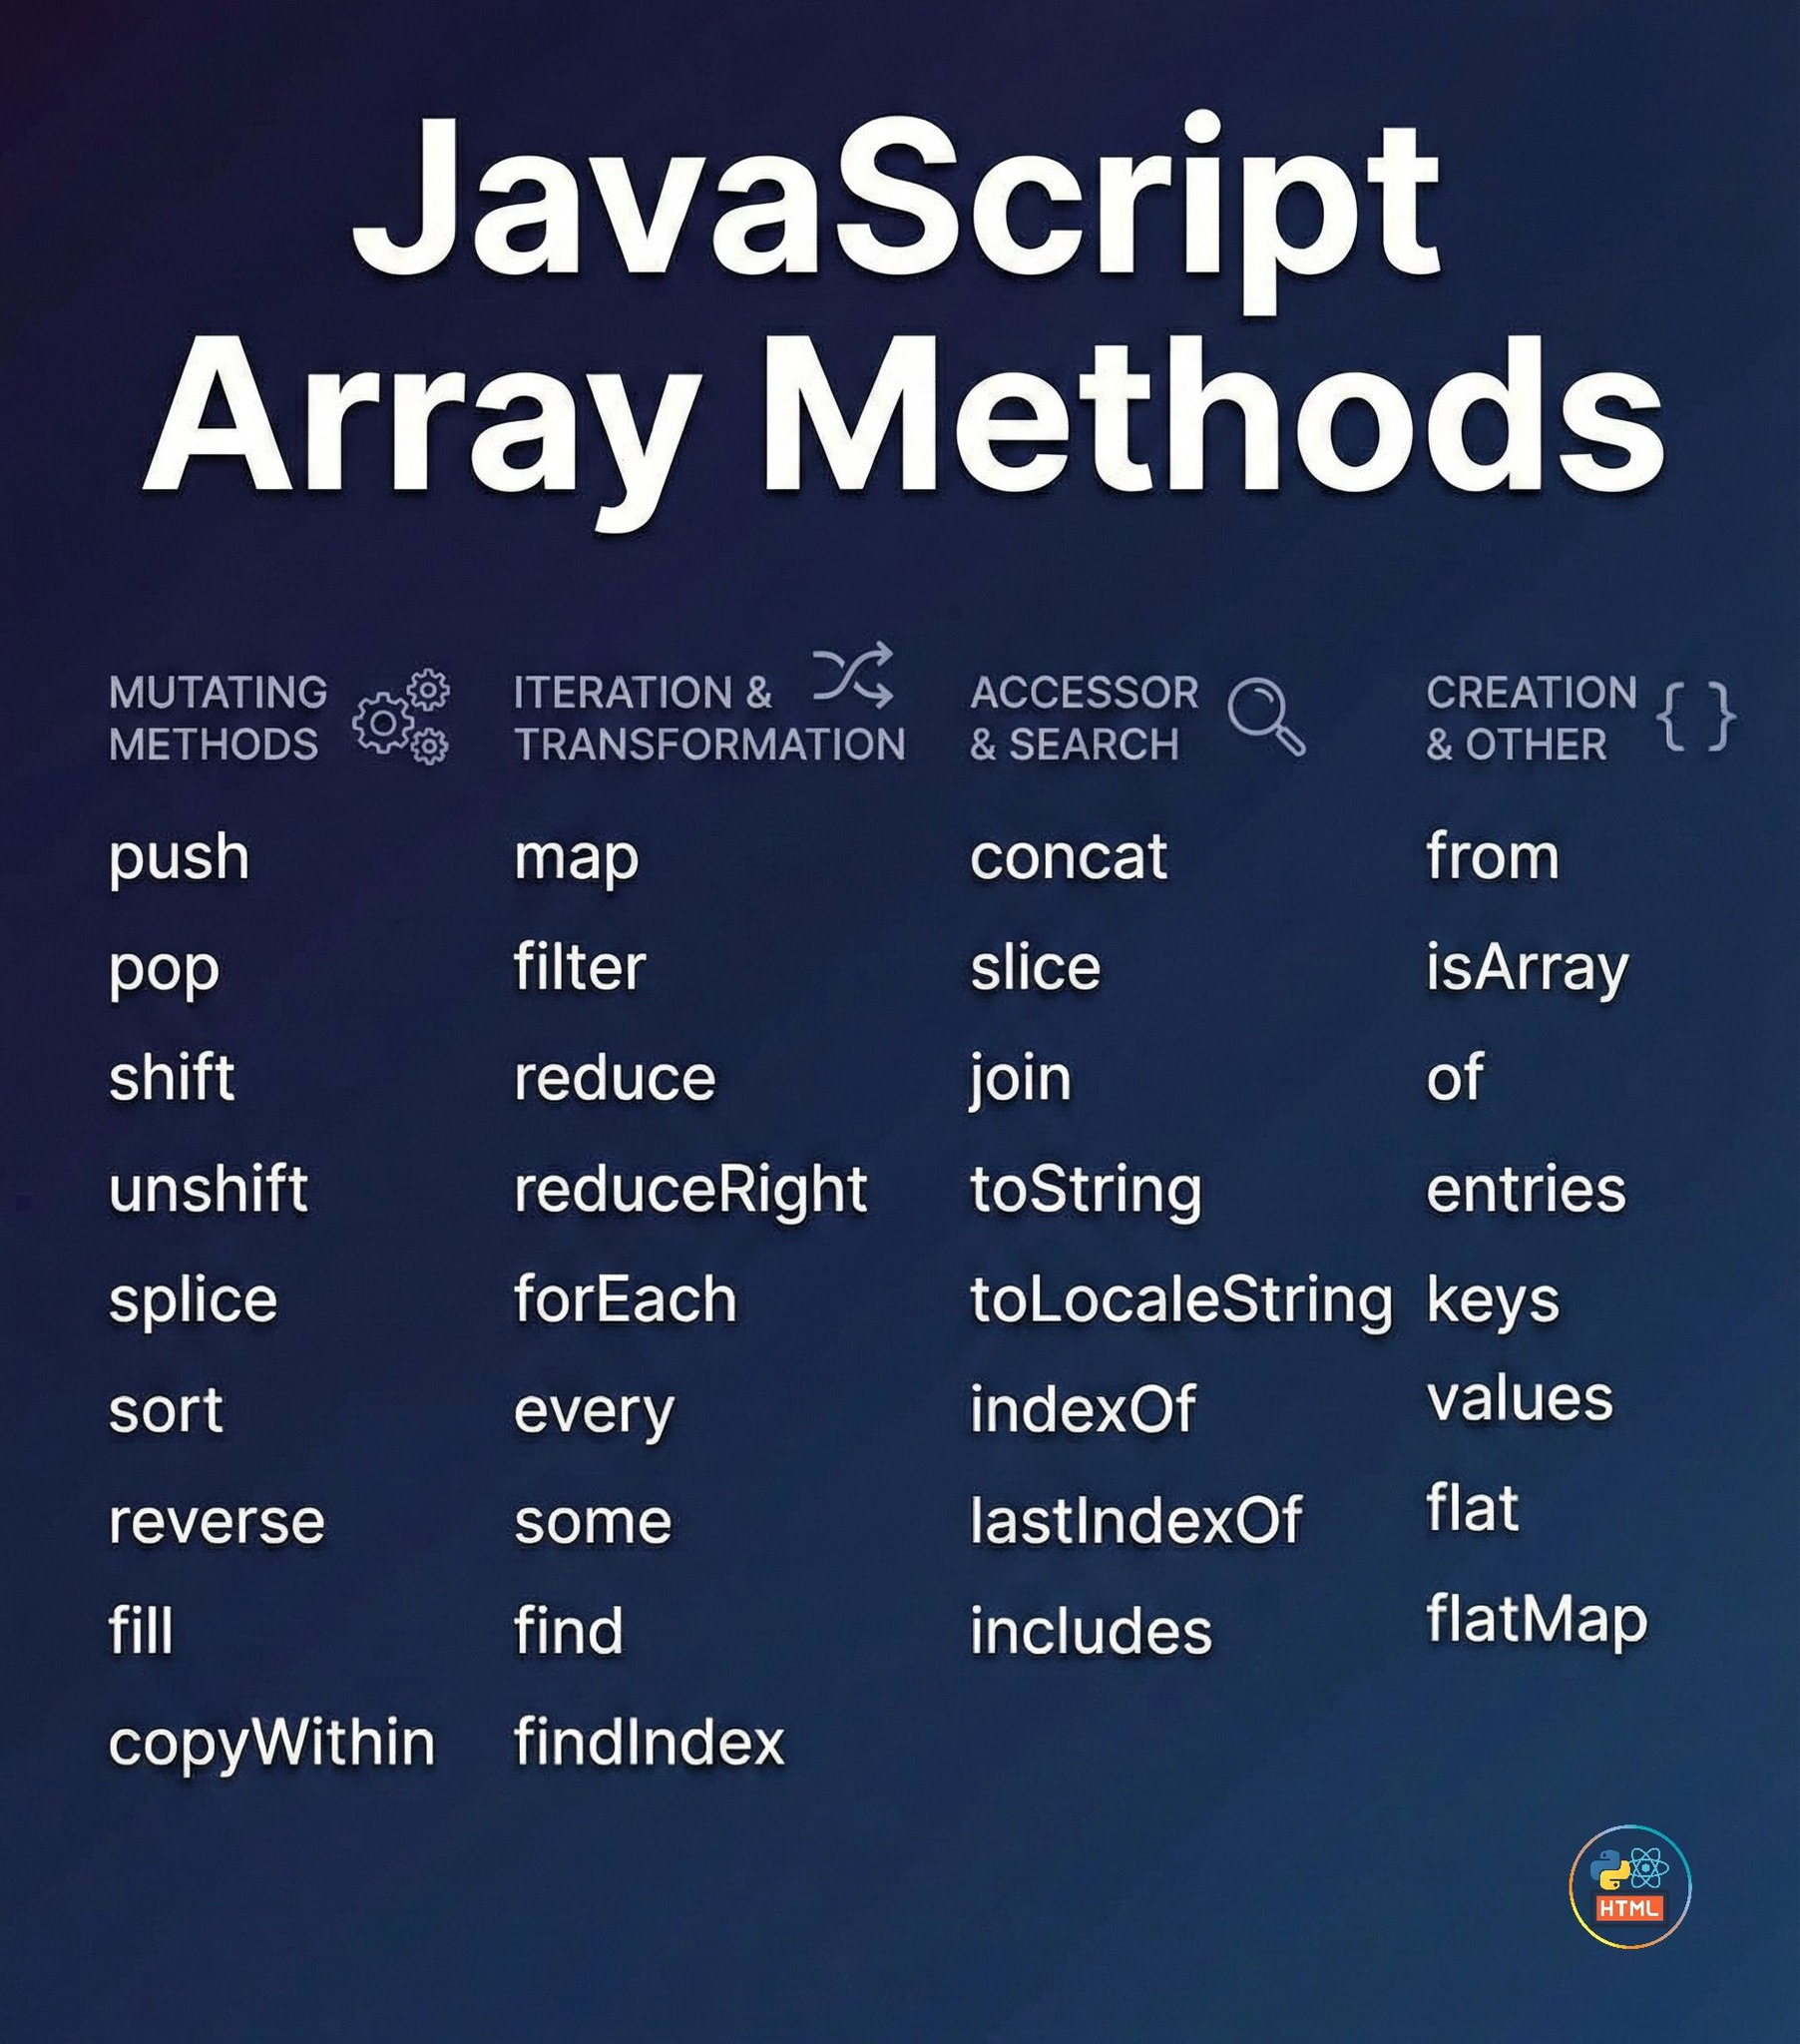 JavaScript
Array Methods
MUTATING
METHODS
push
pop
shift
unshift
splice
sort
reverse
fill
copyWithin
ITERATION &
TRANSFORMATION
map
filter
reduce
reduceRight
forEach
every
some
find
findIndex
ACCESSOR
& SEARCH
concat
slice
join
toString
toLocaleString
indexOf
lastIndexOf
includes
CREATION
& OTHER
{ }
from
isArray
of
entries
keys
values
flat
flatMap
HTML